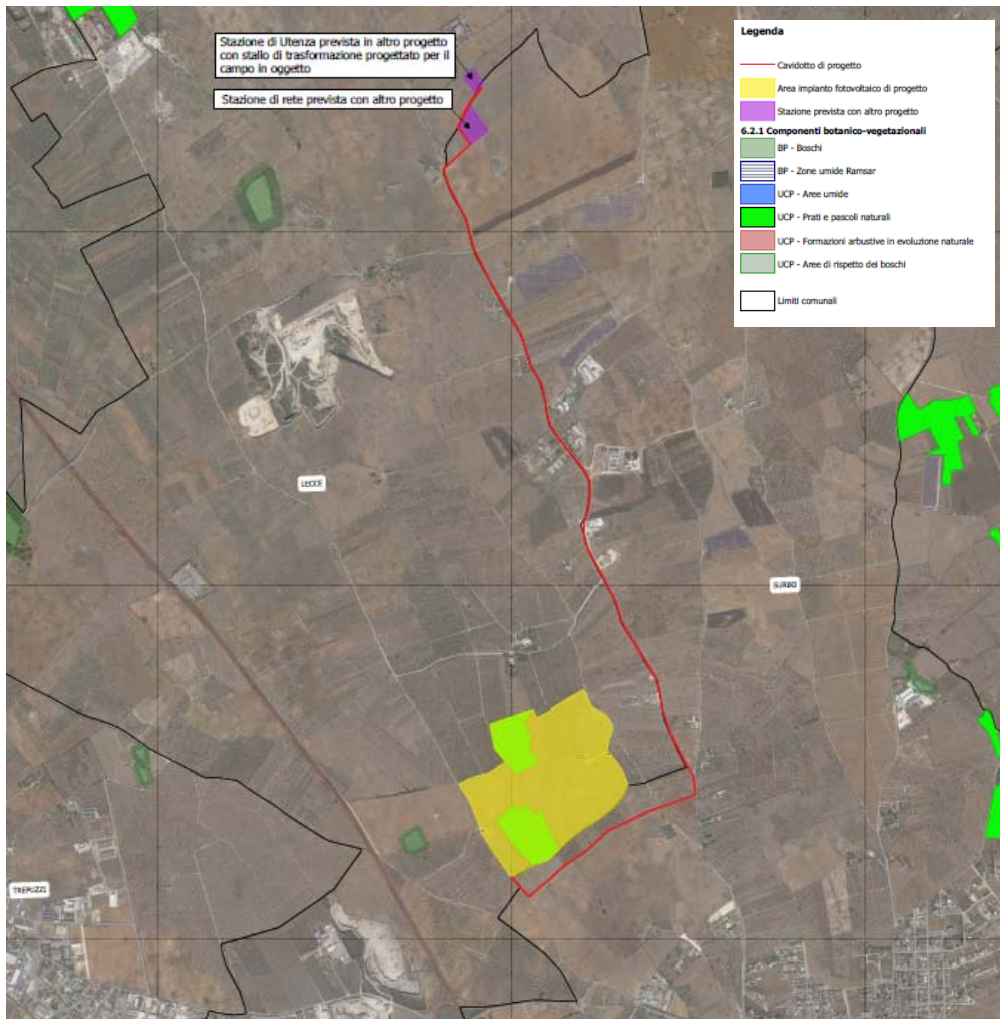 Stazione di Utenza prevista in altro progetto
con stallo di trasformazione progettato per il
campo in oggetto
Stazione di rete prevista con altro progetto
Legenda
Cavidotto di progetto
Area impianto fotovoltaico di progetto
Stazione prevista con altro progetto
6.2.1 Componenti botanico-vegetazionali
BP - Boschi
BP - Zone umide Ramsar
UCP - Aree umide
UCP - Prati e pascoli naturali
UCP - Formazioni arbustive in evoluzione naturale
UCP - Aree di rispetto dei boschi
Limiti comunali
LECCE
SURBO
TREPUZZI